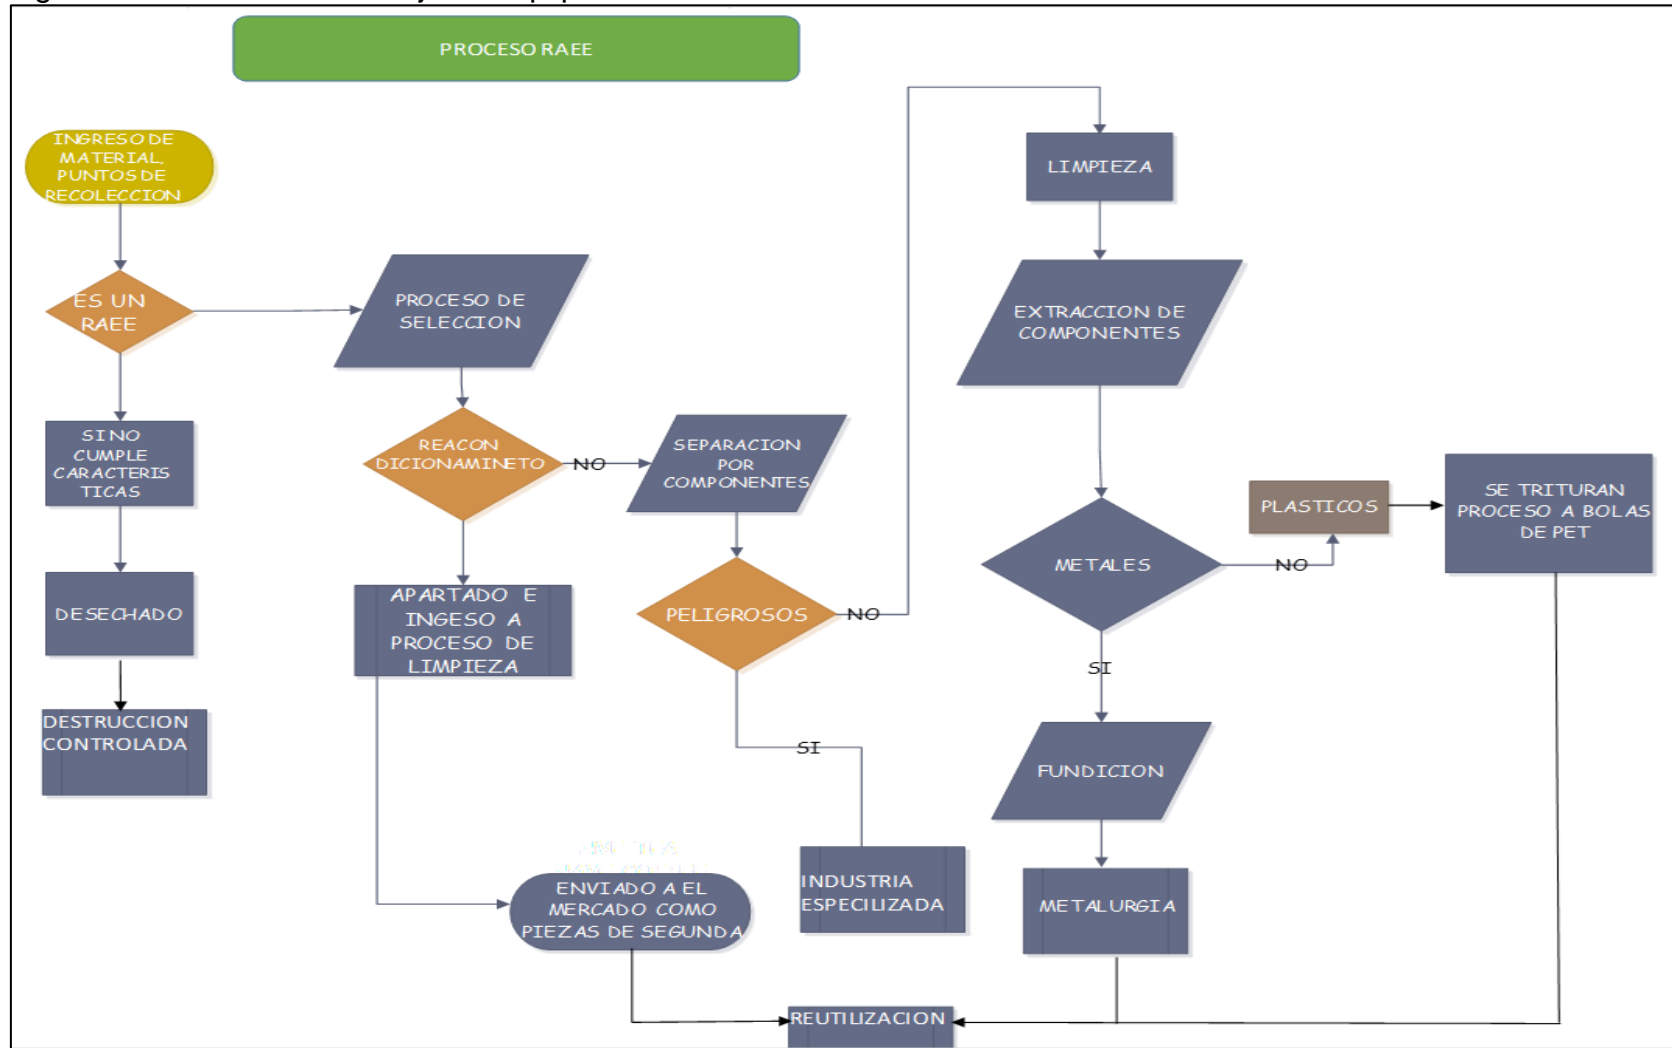 PROCESO RAEE
INGRESO DE
MATERIAL,
PUNTOS DE
RECOLECCION
ES UN
RAEE
SI NO
CUMPLE
CARACTERIS
TICAS
DESECHADO
DESTRUCCION
CONTROLADA
PROCESO DE
SELECCION
REACON
DICIONAMINETO
NO
APARTADO E
INGESO A
PROCESO DE
LIMPIEZA
ENVIADO A EL
MERCADO COMO
PIEZAS DE SEGUNDA
SEPARACION
POR
COMPONENTES
PELIGROSOS
NO
SI
INDUSTRIA
ESPECILIZADA
LIMPIEZA
EXTRACCION DE
COMPONENTES
METALES
NO
SI
PLASTICOS
SE TRITURAN
PROCESO A BOLAS
DE PET
FUNDICION
METALURGIA
REUTILIZACION